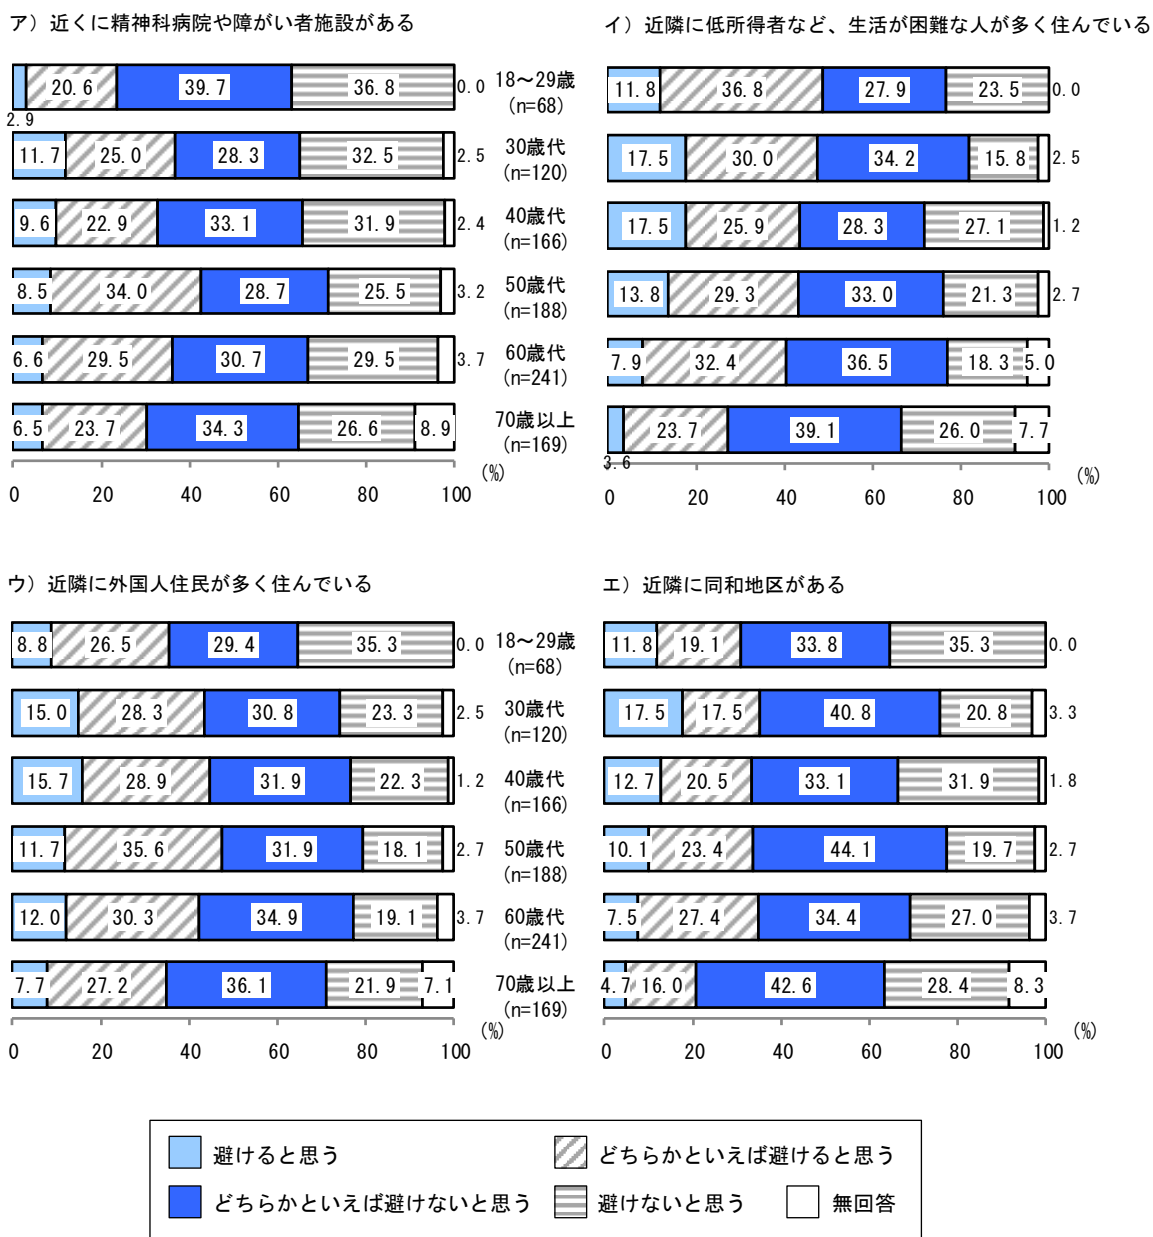 ア）近くに精神科病院や障がい者施設がある
20.6 39.7 36.8 0.0 18～29歳
2.9 (n=68)
11.7 25.0 28.3 32.5 2.5 30歳代
(n=120)
9.6 22.9 33.1 31.9 2.4 40歳代
(n=166)
8.5 34.0 28.7 25.5 3.2 50歳代
(n=188)
6.6 29.5 30.7 29.5 3.7 60歳代
(n=241)
6.5 23.7 34.3 26.6 8.9 70歳以上
(n=169)
(%)
0 20 40 60 80 100
イ）近隣に低所得者など、生活が困難な人が多く住んでいる
11.8 36.8 27.9 23.5 0.0
17.5 30.0 34.2 15.8 2.5
17.5 25.9 28.3 27.1 1.2
13.8 29.3 33.0 21.3 2.7
7.9 32.4 36.5 18.3 5.0
23.7 39.1 26.0 7.7
3.6
(%)
0 20 40 60 80 100
ウ）近隣に外国人住民が多く住んでいる
8.8 26.5 29.4 35.3 0.0 18～29歳
(n=68)
15.0 28.3 30.8 23.3 2.5 30歳代
(n=120)
15.7 28.9 31.9 22.3 1.2 40歳代
(n=166)
11.7 35.6 31.9 18.1 2.7 50歳代
(n=188)
12.0 30.3 34.9 19.1 3.7 60歳代
(n=241)
7.7 27.2 36.1 21.9 7.1 70歳以上
(n=169)
(%)
0 20 40 60 80 100
エ）近隣に同和地区がある
11.8 19.1 33.8 35.3 0.0
17.5 17.5 40.8 20.8 3.3
12.7 20.5 33.1 31.9 1.8
10.1 23.4 44.1 19.7 2.7
7.5 27.4 34.4 27.0 3.7
4.7 16.0 42.6 28.4 8.3
(%)
0 20 40 60 80 100
避けると思う どちらかといえば避けると思う
どちらかといえば避けないと思う 避けないと思う 無回答